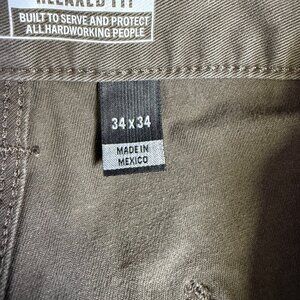 RELAXED FIT
BUILT TO SERVE AND PROTECT
ALL HARDWORKING PEOPLE
34 x 34
MADE IN
MEXICO